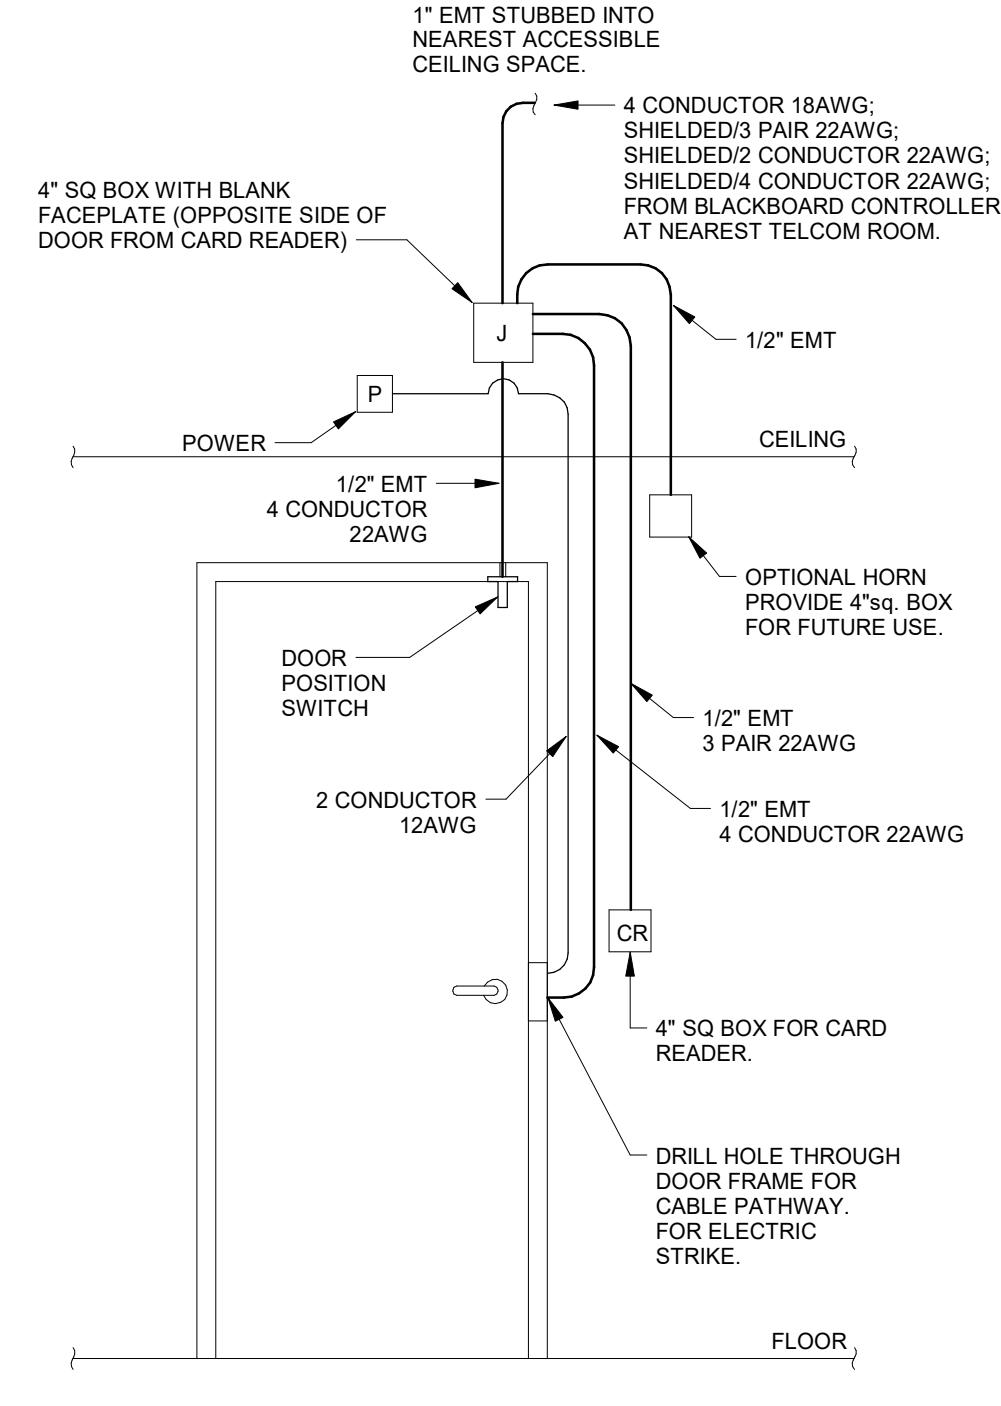 1" EMT STUBBED INTO
NEAREST ACCESSIBLE
CEILING SPACE.
4 CONDUCTOR 18AWG;
SHIELDED/3 PAIR 22AWG;
SHIELDED/2 CONDUCTOR 22AWG;
SHIELDED/4 CONDUCTOR 22AWG;
FROM BLACKBOARD CONTROLLER
AT NEAREST TELCOM ROOM.
4" SQ BOX WITH BLANK
FACEPLATE (OPPOSITE SIDE OF
DOOR FROM CARD READER)
J
1/2" EMT
P
POWER
CEILING
1/2" EMT
4 CONDUCTOR
22AWG
OPTIONAL HORN
PROVIDE 4"sq. BOX
FOR FUTURE USE.
DOOR
POSITION
SWITCH
1/2" EMT
3 PAIR 22AWG
2 CONDUCTOR
12AWG
1/2" EMT
4 CONDUCTOR 22AWG
CR
4" SQ BOX FOR CARD
READER.
DRILL HOLE THROUGH
DOOR FRAME FOR
CABLE PATHWAY.
FOR ELECTRIC
STRIKE.
FLOOR